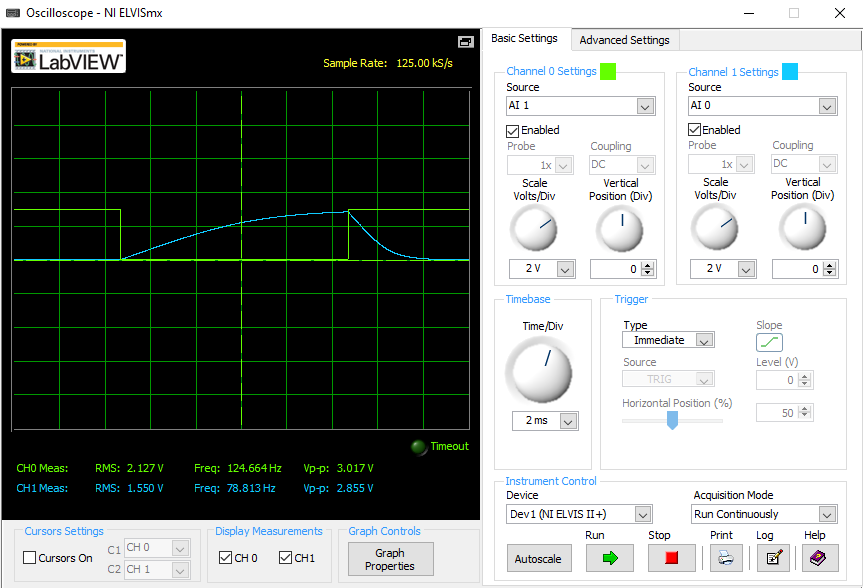 Oscilloscope - NI ELVISmx
POWERED BY
NATIONAL INSTRUMENTS
LabVIEW™
Sample Rate: 125.00 kS/s
Timeout
CH0 Meas: RMS: 2.127 V Freq: 124.664 Hz Vp-p: 3.017 V
CH1 Meas: RMS: 1.550 V Freq: 78.813 Hz Vp-p: 2.855 V
Cursors Settings
Cursors On
C1 CH 0
C2 CH 1
Display Measurements
CH 0 CH1
Graph Controls
Graph
Properties
Basic Settings Advanced Settings
Channel 0 Settings
Source
AI 1
Enabled
Probe Coupling
1x DC
Scale Vertical
Volts/Div Position (Div)
2 V 0
Channel 1 Settings
Source
AI 0
Enabled
Probe Coupling
1x DC
Scale Vertical
Volts/Div Position (Div)
2 V 0
Timebase
Time/Div
2 ms
Trigger
Type Slope
Immediate
Source Level (V)
TRIG 0
Horizontal Position (%)
50
Instrument Control
Device Acquisition Mode
Dev1 (NI ELVIS II+) Run Continuously
Run Stop Print Log Help
Autoscale